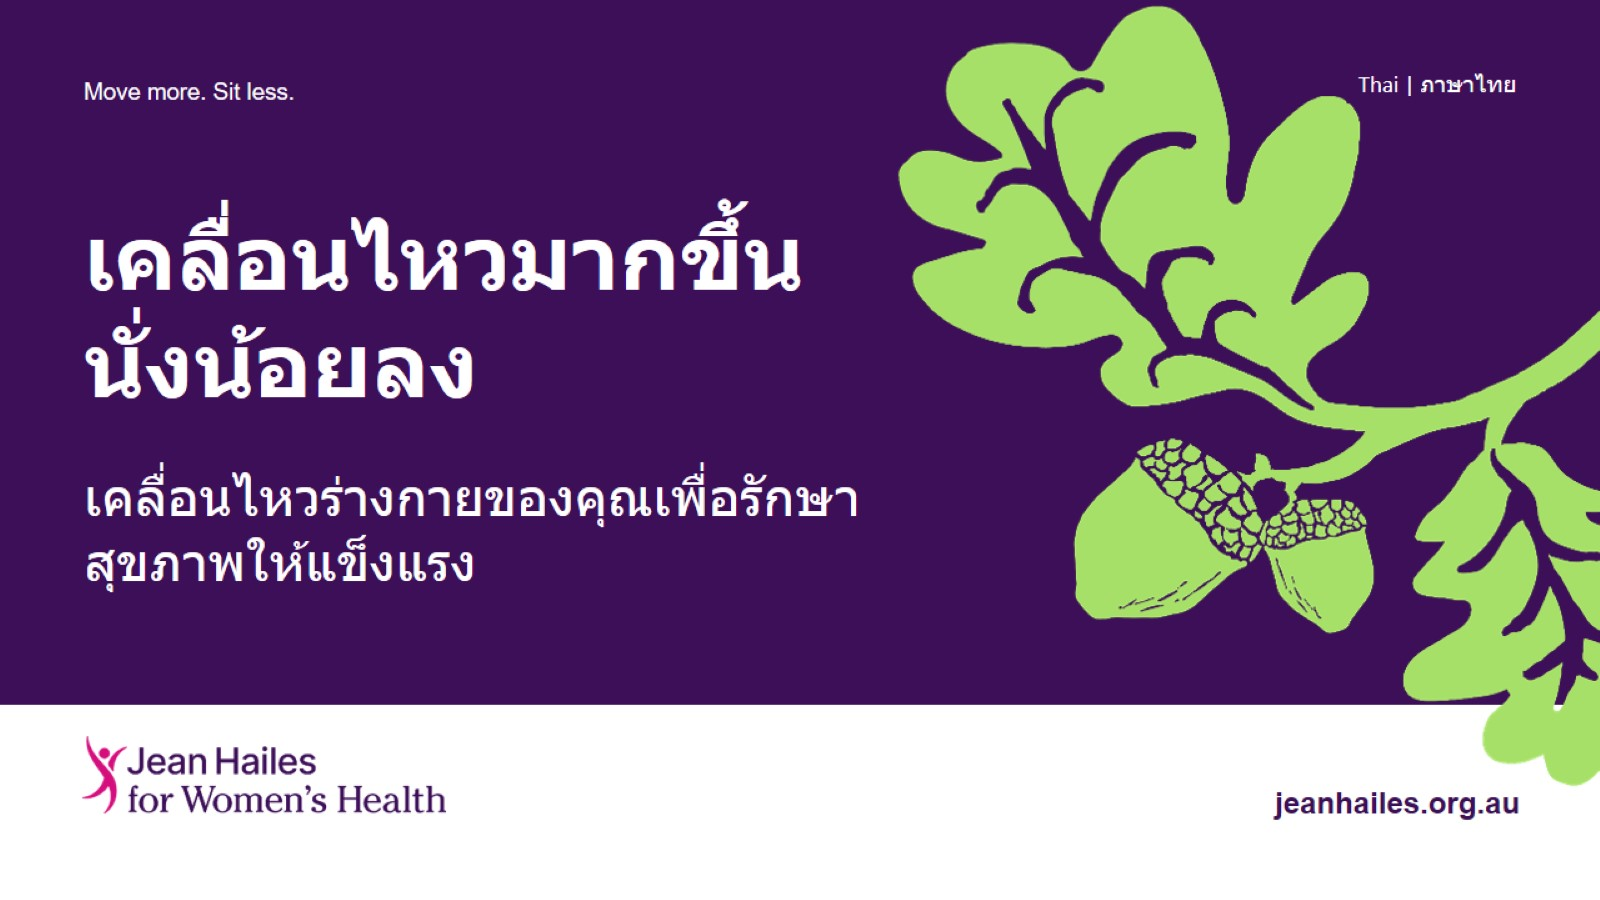 Move more. Sit less.
Thai | ภาษาไทย
เคลื่อนไหวมากขึ้น
นั่งน้อยลง
เคลื่อนไหวร่างกายของคุณเพื่อรักษา
สุขภาพให้แข็งแรง
Jean Hailes
for Women's Health
jeanhailes.org.au